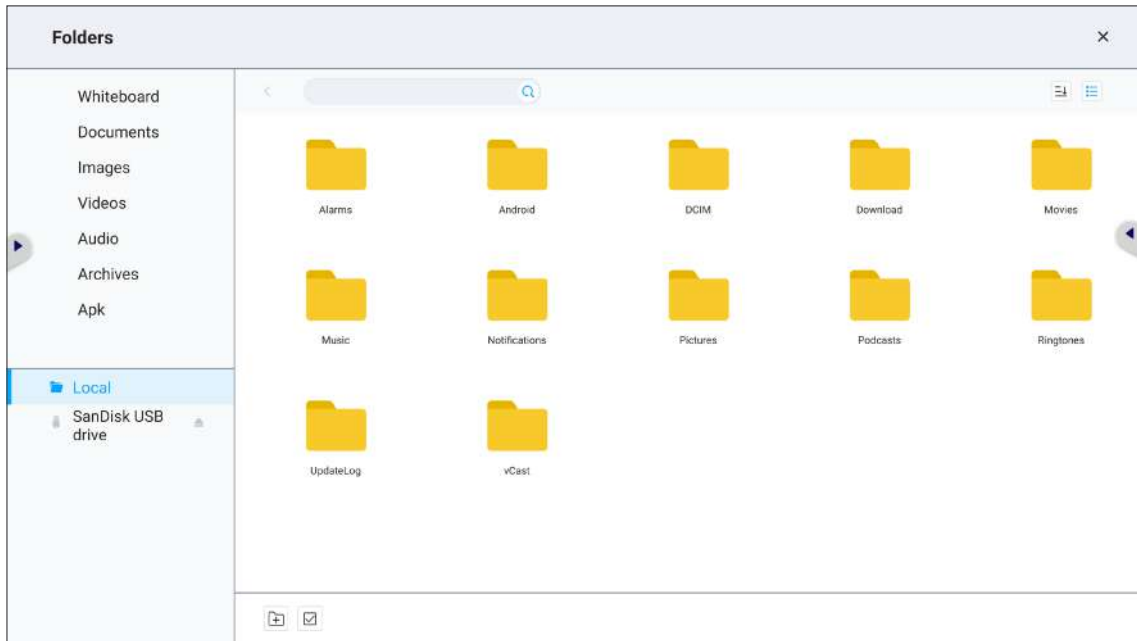 Folders
Whiteboard
Documents
Images
Videos
Audio
Archives
Apk
Local
SanDisk USB
drive
Alarms
Android
DCIM
Download
Movies
Music
Notifications
Pictures
Podcasts
Ringtones
UpdateLog
vCast